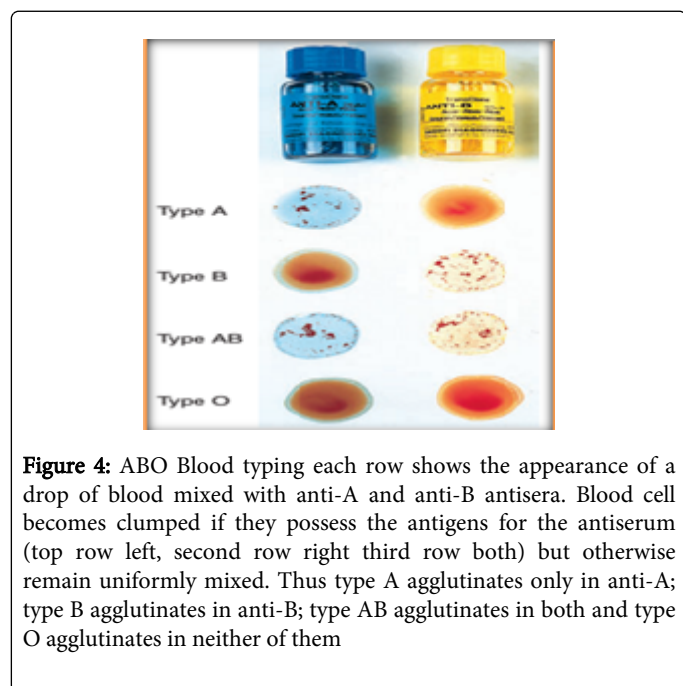 ANTI-A
ANTI-B
Type A
Type B
Type AB
Type O
Figure 4: ABO Blood typing each row shows the appearance of a
drop of blood mixed with anti-A and anti-B antisera. Blood cell
becomes clumped if they possess the antigens for the antiserum
(top row left, second row right third row both) but otherwise
remain uniformly mixed. Thus type A agglutinates only in anti-A;
type B agglutinates in anti-B; type AB agglutinates in both and type
O agglutinates in neither of them